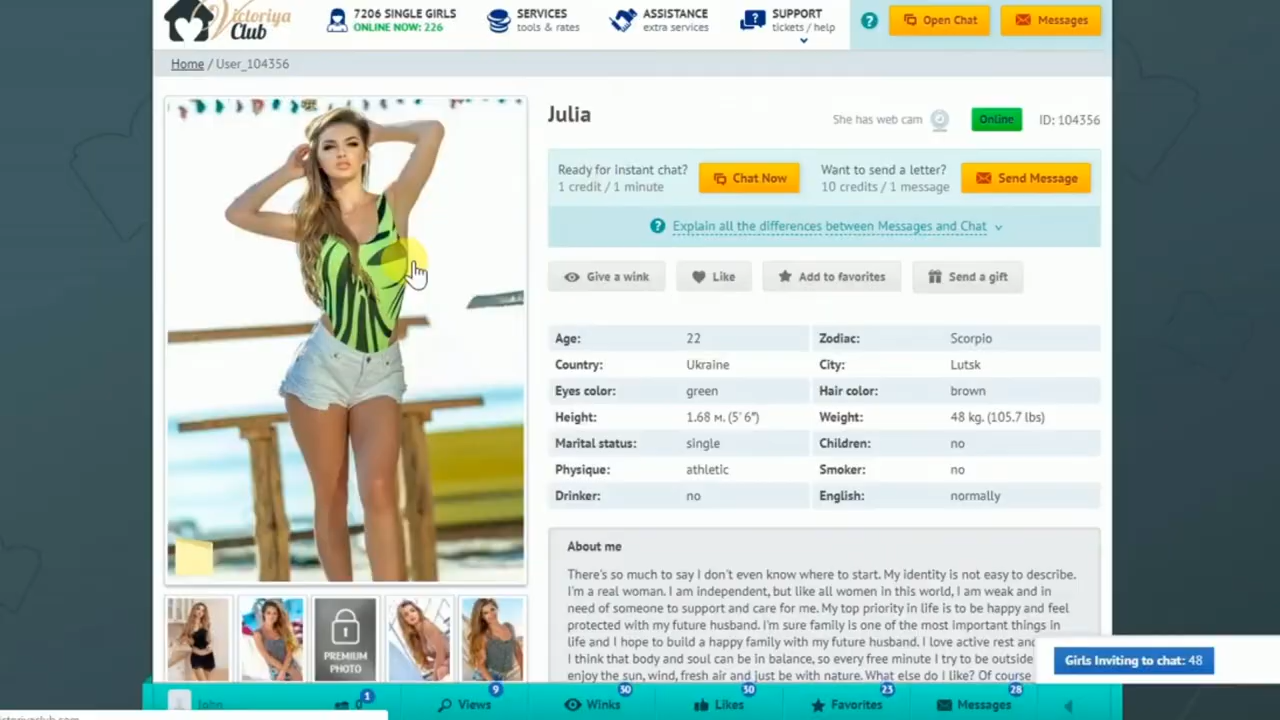 Victoriya Club
7206 SINGLE GIRLS
ONLINE NOW: 226
SERVICES
tools & rates
ASSISTANCE
extra services
SUPPORT
tickets / help
?
Open Chat
Messages
Home / User_104356
Julia
She has web cam
Online
ID: 104356
Ready for instant chat?
1 credit / 1 minute
Chat Now
Want to send a letter?
10 credits / 1 message
Send Message
? Explain all the differences between Messages and Chat
Give a wink
Like
Add to favorites
Send a gift
Age: 22 Zodiac: Scorpio
Country: Ukraine City: Lutsk
Eyes color: green Hair color: brown
Height: 1.68 м. (5' 6") Weight: 48 kg. (105.7 lbs)
Marital status: single Children: no
Physique: athletic Smoker: no
Drinker: no English: normally
About me
There's so much to say I don't even know where to start. My identity is not easy to describe.
I'm a real woman. I am independent, but like all women in this world, I am weak and in
need of someone to support and care for me. My top priority in life is to be happy and feel
protected with my future husband. I'm sure family is one of the most important things in
life and I hope to build a happy family with my future husband. I love active rest and
I think that body and soul can be in balance, so every free minute I try to be outside
enjoy the sun, wind, fresh air and just be with nature. What else do I like? Of course
PREMIUM
PHOTO
Girls Inviting to chat: 48
John
1
Views 9
Winks 50
Likes 30
Favorites 23
Messages 28